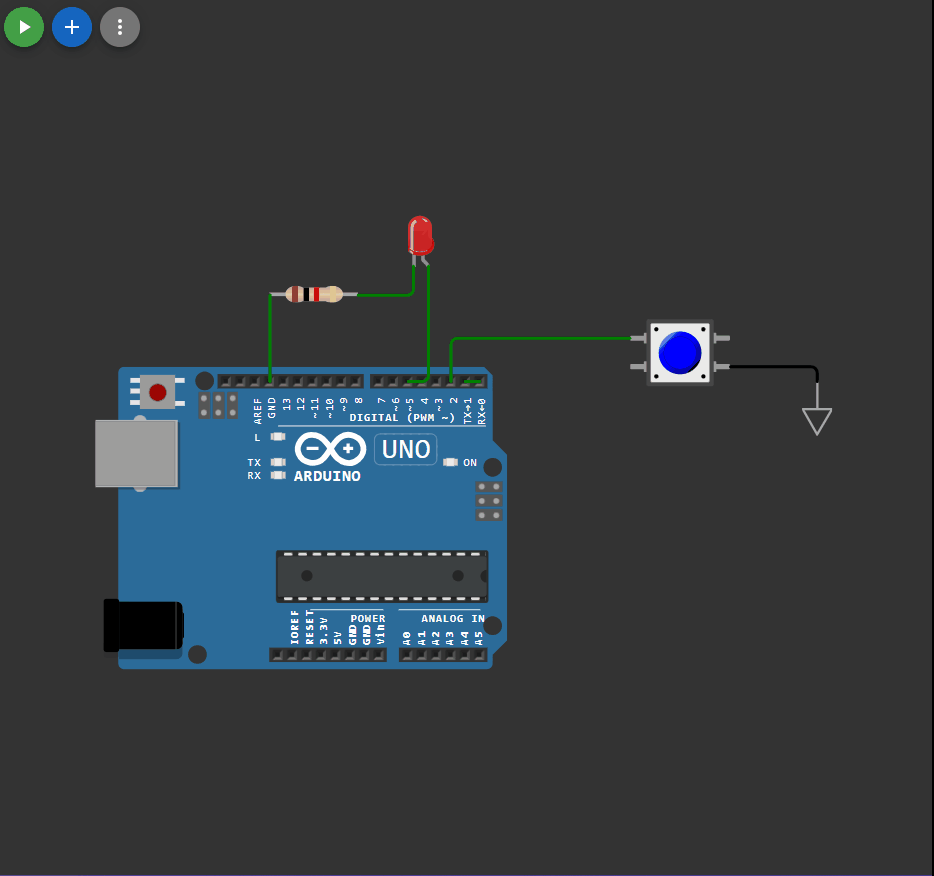 AREF
GND
13
12
~11
~10
~9
8
7
~6
~5
4
~3
2
TX→1
RX←0
DIGITAL (PWM ~)
L
TX
RX
UNO
ON
ARDUINO
IOREF
RESET
3.3V
5V
GND
GND
Vin
POWER
ANALOG IN
A0
A1
A2
A3
A4
A5